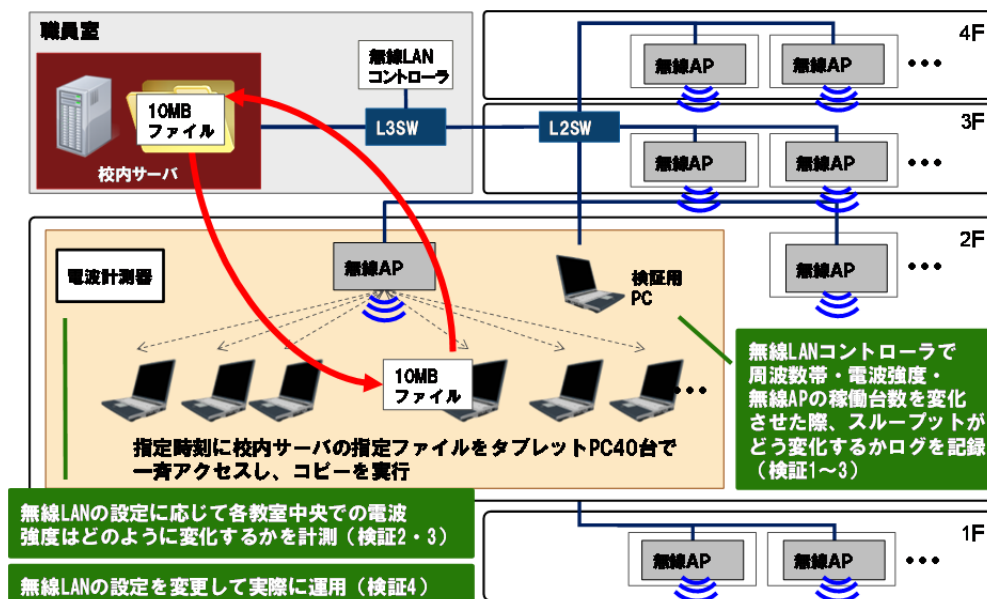 職員室
無線LAN
コントローラ
10MB
ファイル
校内サーバ
L3SW
L2SW
4F
無線AP
無線AP
•••
3F
無線AP
無線AP
•••
2F
無線AP
•••
電波計測器
無線AP
検証用
PC
10MB
ファイル
•••
指定時刻に校内サーバの指定ファイルをタブレットPC40台で
一斉アクセスし、コピーを実行
無線LANコントローラで
周波数帯・電波強度・
無線APの稼働台数を変化
させた際、スループットが
どう変化するかログを記録
（検証1～3）
無線LANの設定に応じて各教室中央での電波
強度はどのように変化するかを計測（検証2・3）
無線LANの設定を変更して実際に運用（検証4）
1F
無線AP
無線AP
•••